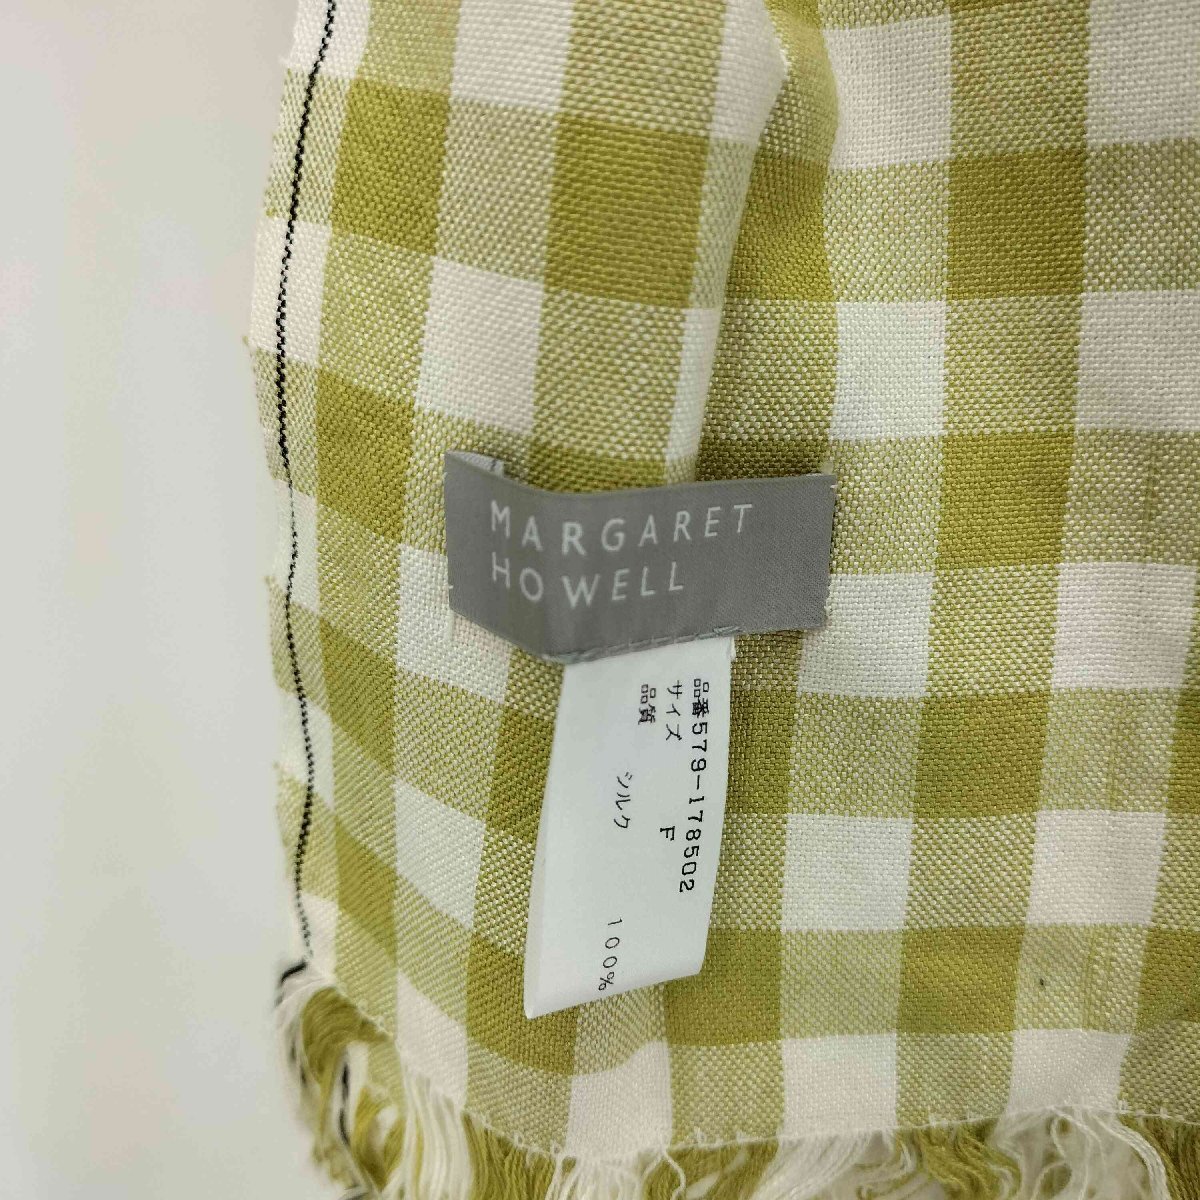 MARGARET
HOWELL
品番579-178502
サイズ F
品質
シルク 100%